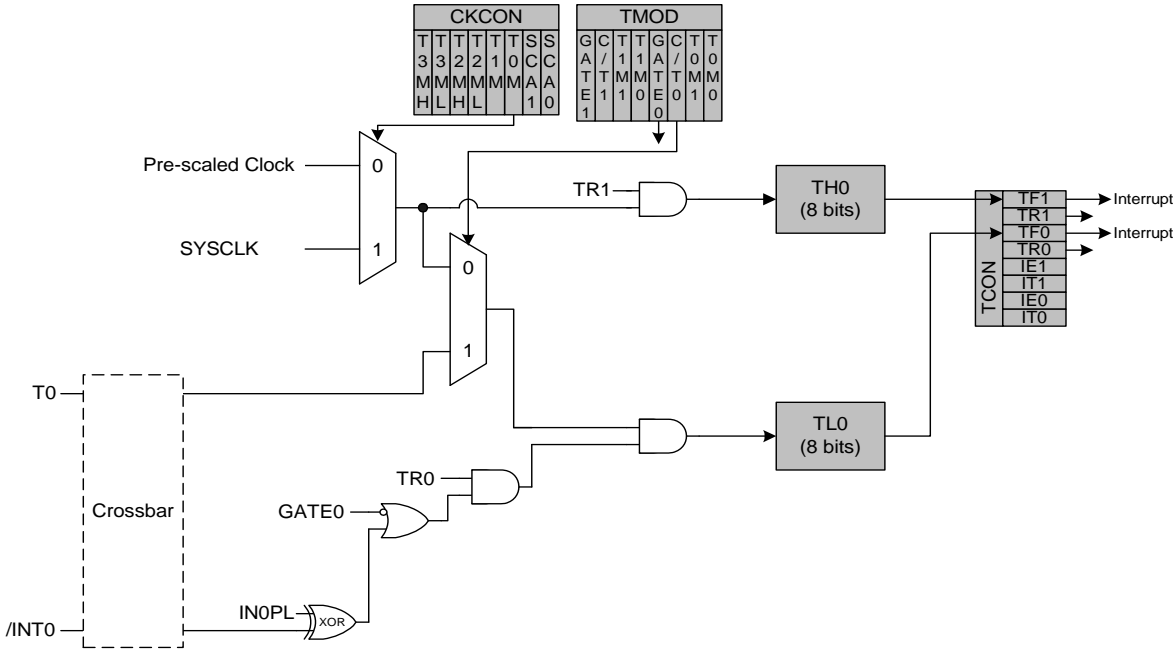 CKCON
T3MH
T3ML
T2MH
T2ML
T1M
T0M
SCA1
SCA0
TMOD
GATE1
C/T1
T1M1
T1M0
GATE0
C/T0
T0M1
T0M0
Pre-scaled Clock
0
SYSCLK
1
TR1
TH0
(8 bits)
TCON
TF1
TR1
TF0
TR0
IE1
IT1
IE0
IT0
Interrupt
Interrupt
0
1
T0
Crossbar
/INT0
TL0
(8 bits)
TR0
GATE0
IN0PL
XOR